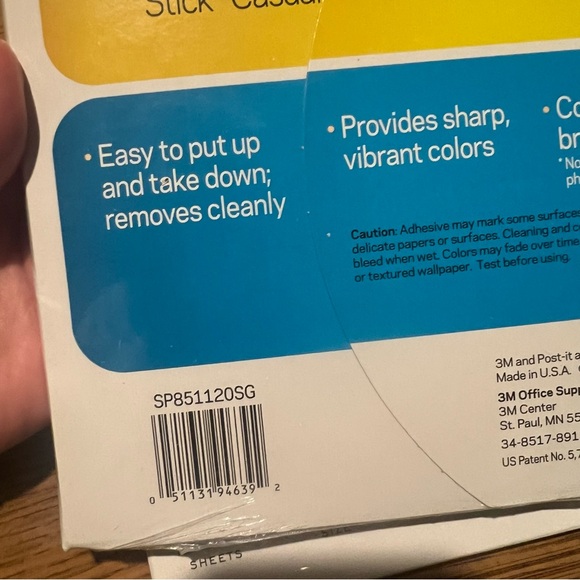 Stick Casual
• Easy to put up
and take down;
removes cleanly
• Provides sharp,
vibrant colors
• Co
br
*No
ph
Caution: Adhesive may mark some surfaces
delicate papers or surfaces. Cleaning and c
bleed when wet. Colors may fade over time
or textured wallpaper. Test before using.
SP851120SG
0 51131 94639 2
3M and Post-it a
Made in U.S.A.
3M Office Supp
3M Center
St. Paul, MN 55
34-8517-891
US Patent No. 5,7
SHEETS